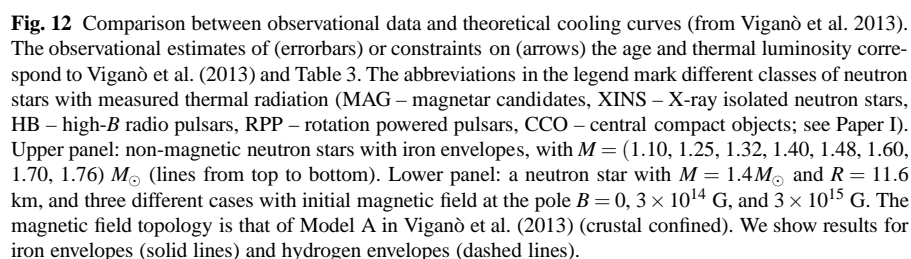 Fig. 12 Comparison between observational data and theoretical cooling curves (from Viganò et al. 2013).
The observational estimates of (errorbars) or constraints on (arrows) the age and thermal luminosity corre-
spond to Viganò et al. (2013) and Table 3. The abbreviations in the legend mark different classes of neutron
stars with measured thermal radiation (MAG – magnetar candidates, XINS – X-ray isolated neutron stars,
HB – high-B radio pulsars, RPP – rotation powered pulsars, CCO – central compact objects; see Paper I).
Upper panel: non-magnetic neutron stars with iron envelopes, with M = (1.10, 1.25, 1.32, 1.40, 1.48, 1.60,
1.70, 1.76) M☉ (lines from top to bottom). Lower panel: a neutron star with M = 1.4M☉ and R = 11.6
km, and three different cases with initial magnetic field at the pole B = 0, 3 × 10¹⁴ G, and 3 × 10¹⁵ G. The
magnetic field topology is that of Model A in Viganò et al. (2013) (crustal confined). We show results for
iron envelopes (solid lines) and hydrogen envelopes (dashed lines).